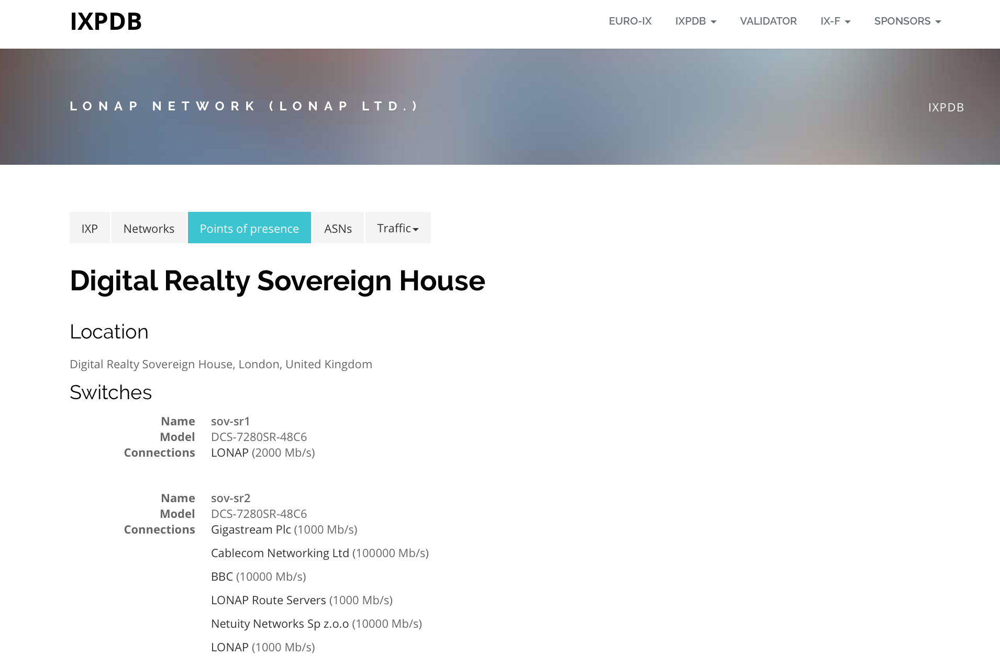 IXPDB
EURO-IX IXPDB VALIDATOR IX-F SPONSORS
LONAP NETWORK (LONAP LTD.)
IXPDB
IXP Networks Points of presence ASNs Traffic
Digital Realty Sovereign House
Location
Digital Realty Sovereign House, London, United Kingdom
Switches
Name sov-sr1
Model DCS-7280SR-48C6
Connections LONAP (2000 Mb/s)
Name sov-sr2
Model DCS-7280SR-48C6
Connections Gigastream Plc (1000 Mb/s)
Cablecom Networking Ltd (100000 Mb/s)
BBC (10000 Mb/s)
LONAP Route Servers (1000 Mb/s)
Netuity Networks Sp z.o.o (10000 Mb/s)
LONAP (1000 Mb/s)